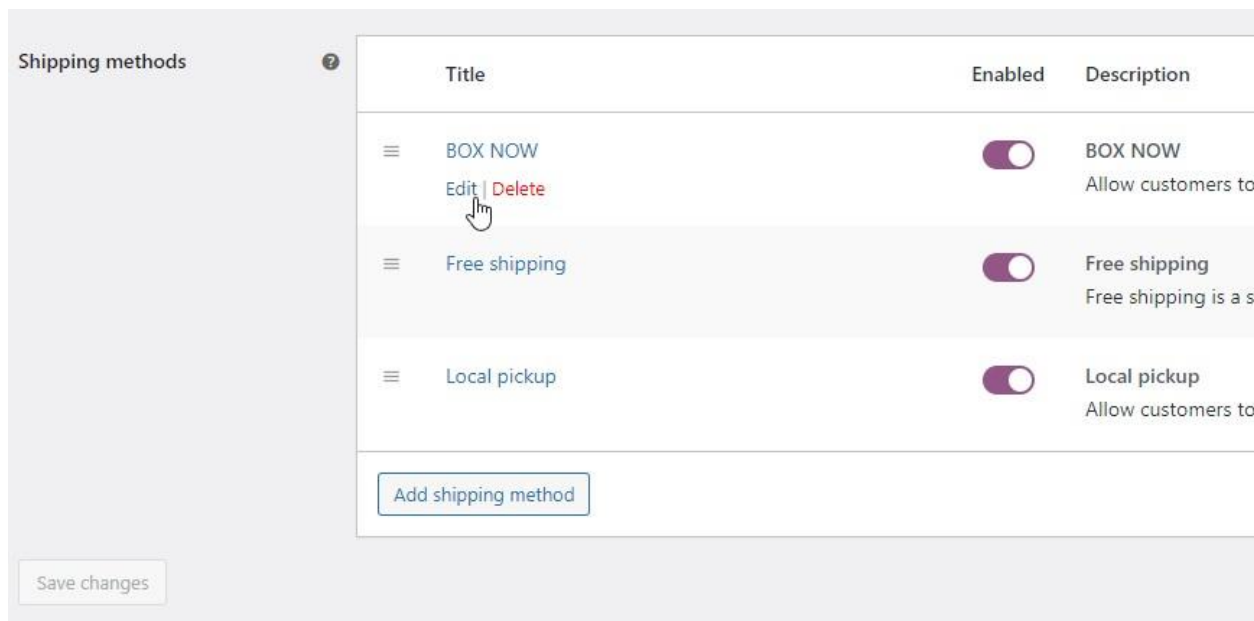 Shipping methods
Title Enabled Description
BOX NOW BOX NOW
Edit | Delete Allow customers to
Free shipping Free shipping
Free shipping is a s
Local pickup Local pickup
Allow customers to
Add shipping method
Save changes